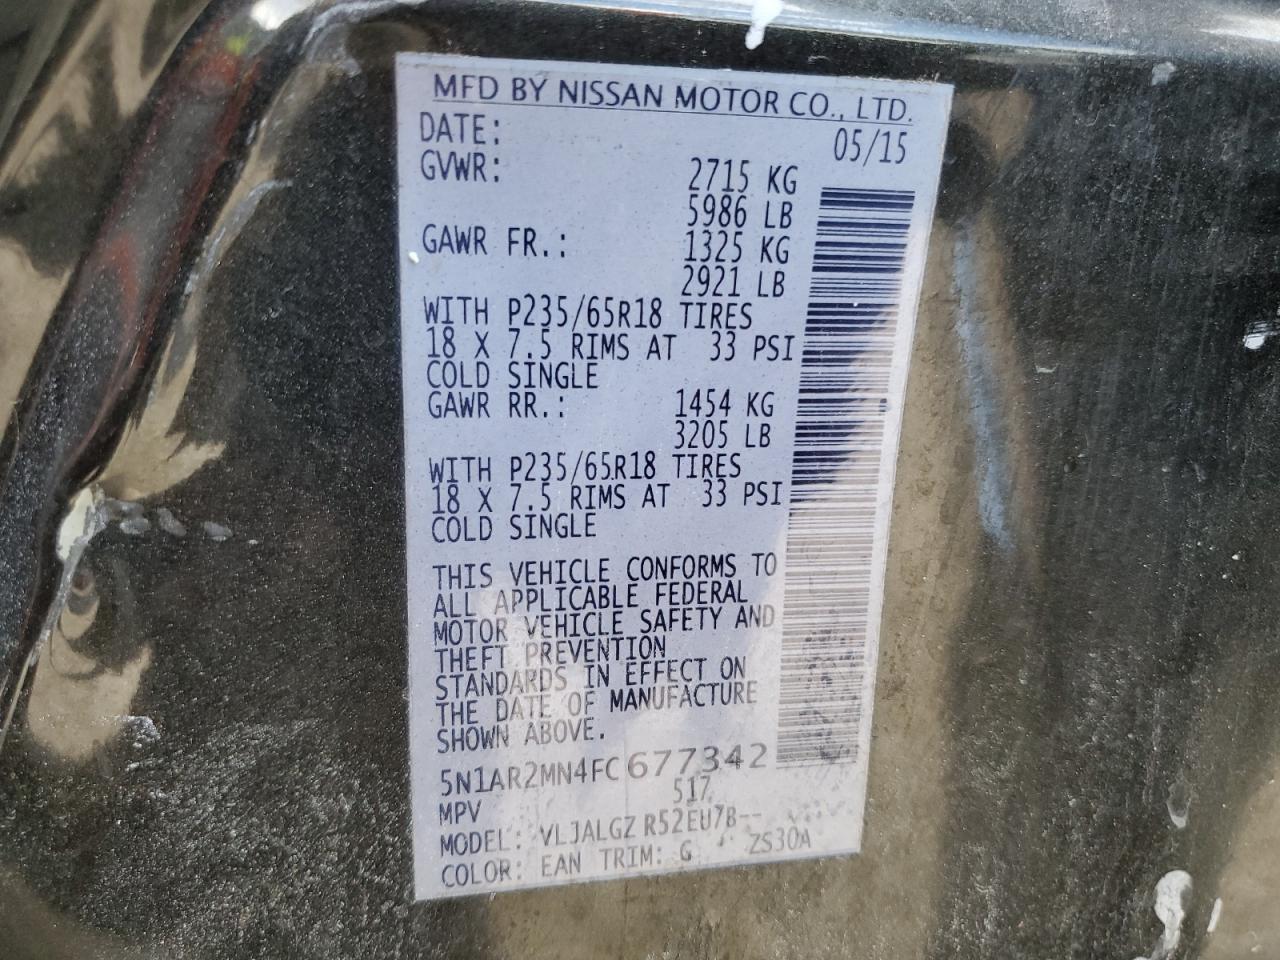 MFD BY NISSAN MOTOR CO., LTD.
DATE: 05/15
GVWR: 2715 KG
5986 LB
GAWR FR.: 1325 KG
2921 LB
WITH P235/65R18 TIRES
18 X 7.5 RIMS AT 33 PSI
COLD SINGLE
GAWR RR.: 1454 KG
3205 LB
WITH P235/65R18 TIRES
18 X 7.5 RIMS AT 33 PSI
COLD SINGLE
THIS VEHICLE CONFORMS TO
ALL APPLICABLE FEDERAL
MOTOR VEHICLE SAFETY AND
THEFT PREVENTION
STANDARDS IN EFFECT ON
THE DATE OF MANUFACTURE
SHOWN ABOVE.
5N1AR2MN4FC677342
MPV 517
MODEL: VLJALGZ R52EU7B--
COLOR: EAN TRIM: G ZS30A